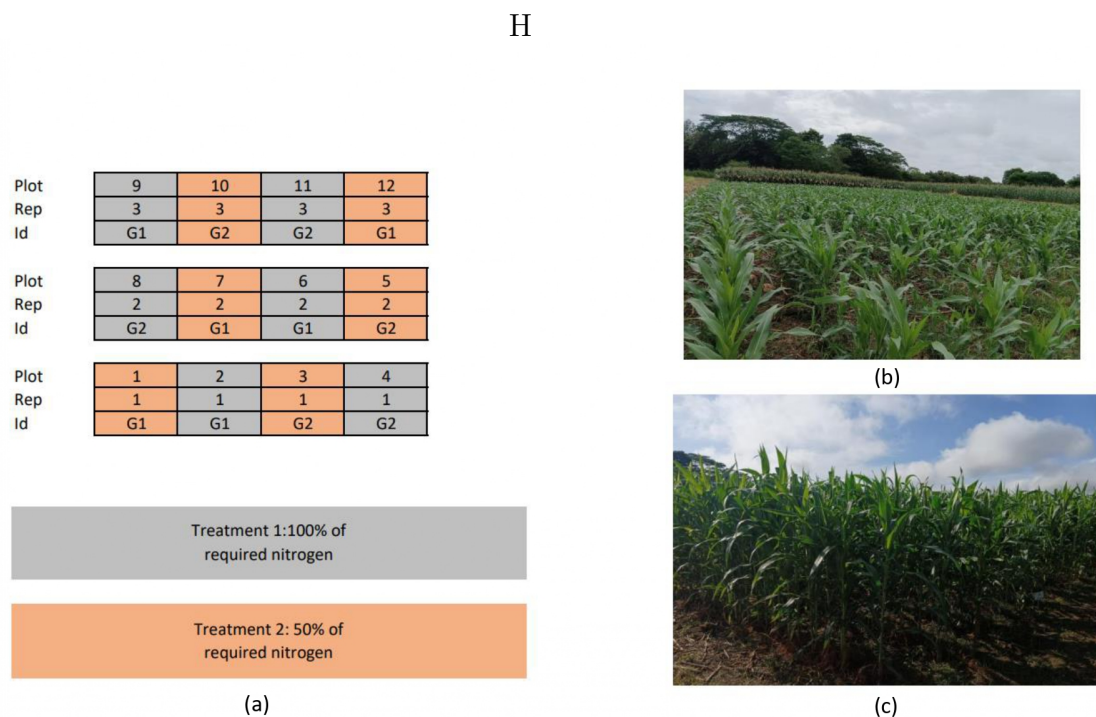 H
Plot 9 10 11 12
Rep 3 3 3 3
Id G1 G2 G2 G1
Plot 8 7 6 5
Rep 2 2 2 2
Id G2 G1 G1 G2
Plot 1 2 3 4
Rep 1 1 1 1
Id G1 G1 G2 G2
Treatment 1:100% of
required nitrogen
Treatment 2: 50% of
required nitrogen
(a)
(b)
(c)